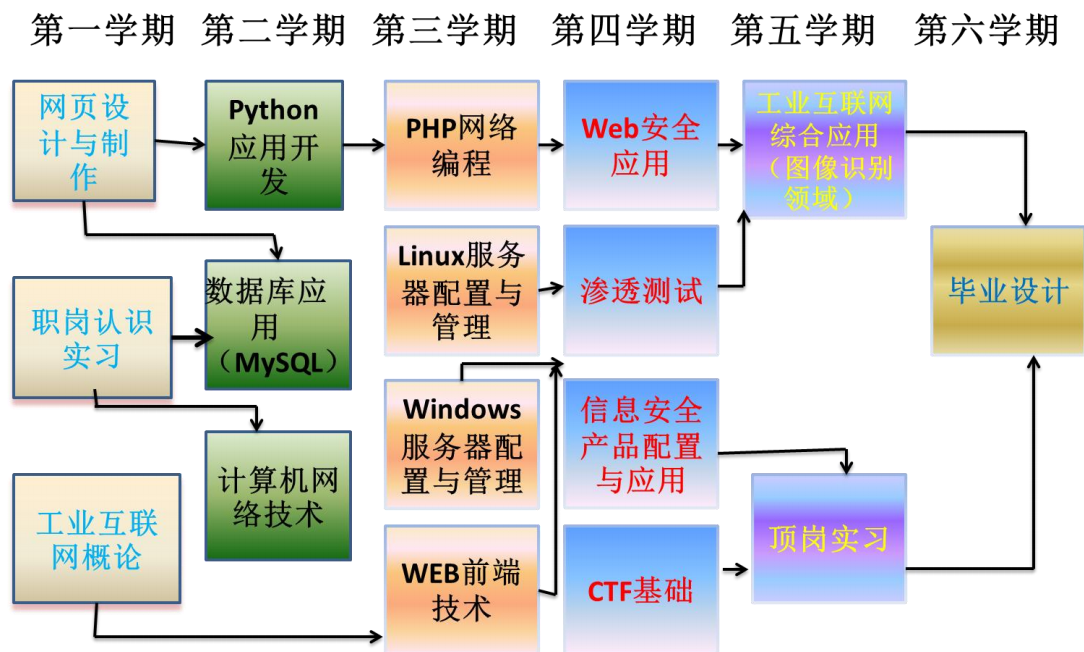 第一学期 第二学期 第三学期 第四学期 第五学期 第六学期
网页设
计与制
作
职岗认识
实习
工业互联
网概论
Python
应用开
发
数据库应
用
（MySQL）
计算机网
络技术
PHP网络
编程
Linux服务
器配置与
管理
Windows
服务器配
置与管理
WEB前端
技术
Web安全
应用
渗透测试
信息安全
产品配置
与应用
CTF基础
工业互联网
综合应用
（图像识别
领域）
顶岗实习
毕业设计